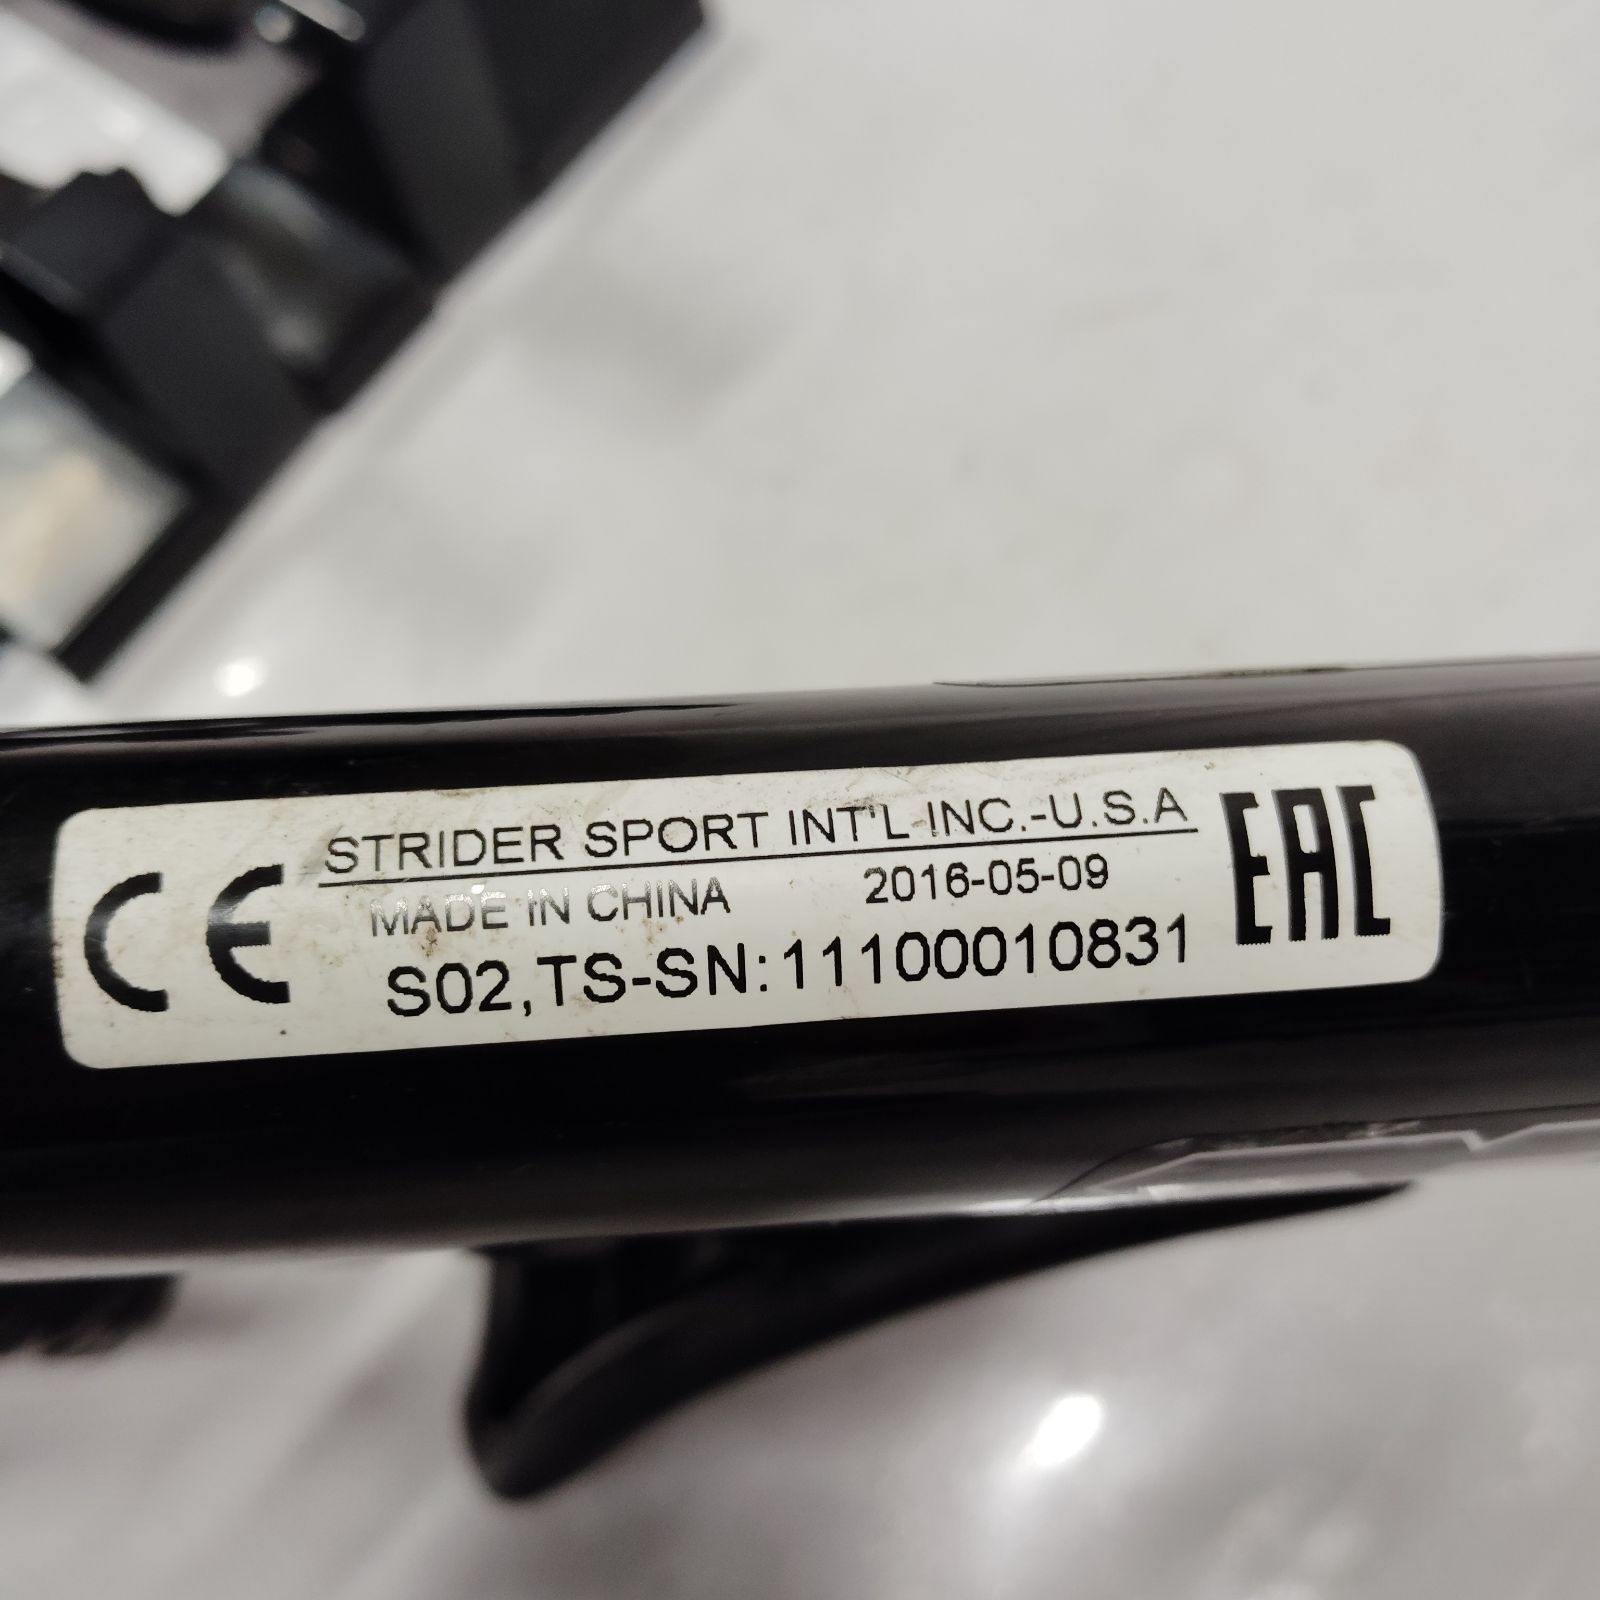 CE
STRIDER SPORT INT'L INC.-U.S.A
MADE IN CHINA 2016-05-09
S02,TS-SN:11100010831
EAC